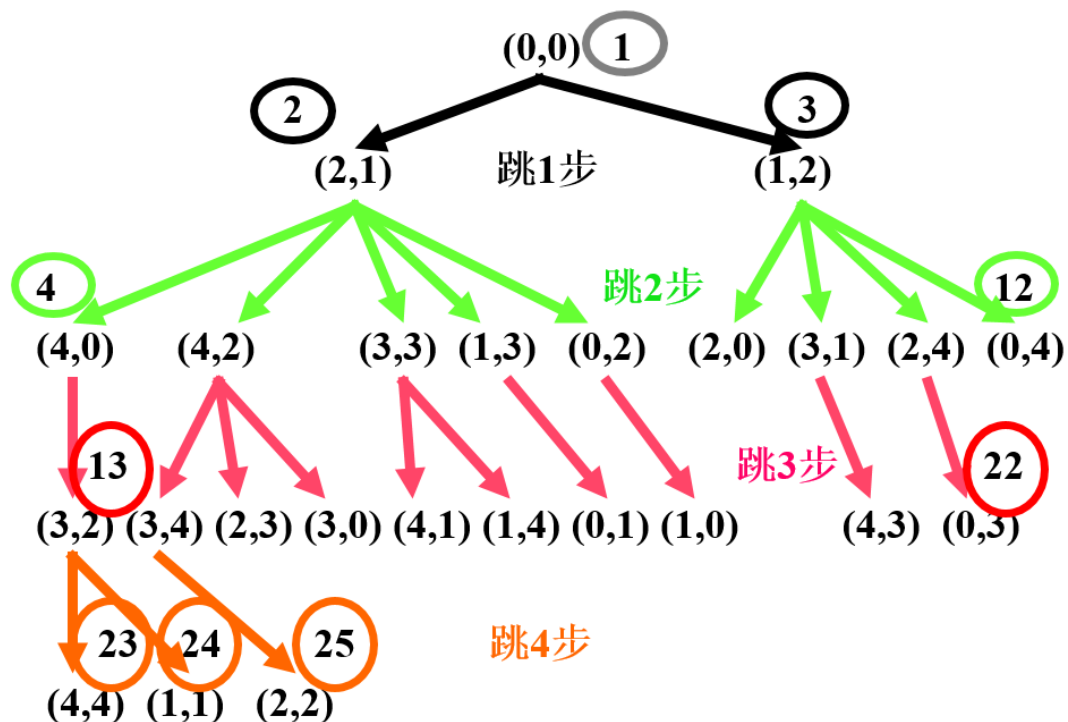 (0,0) 1
2 3
(2,1) 跳1步 (1,2)
4 跳2步 12
(4,0) (4,2) (3,3) (1,3) (0,2) (2,0) (3,1) (2,4) (0,4)
13 跳3步 22
(3,2) (3,4) (2,3) (3,0) (4,1) (1,4) (0,1) (1,0) (4,3) (0,3)
23 24 25 跳4步
(4,4) (1,1) (2,2)